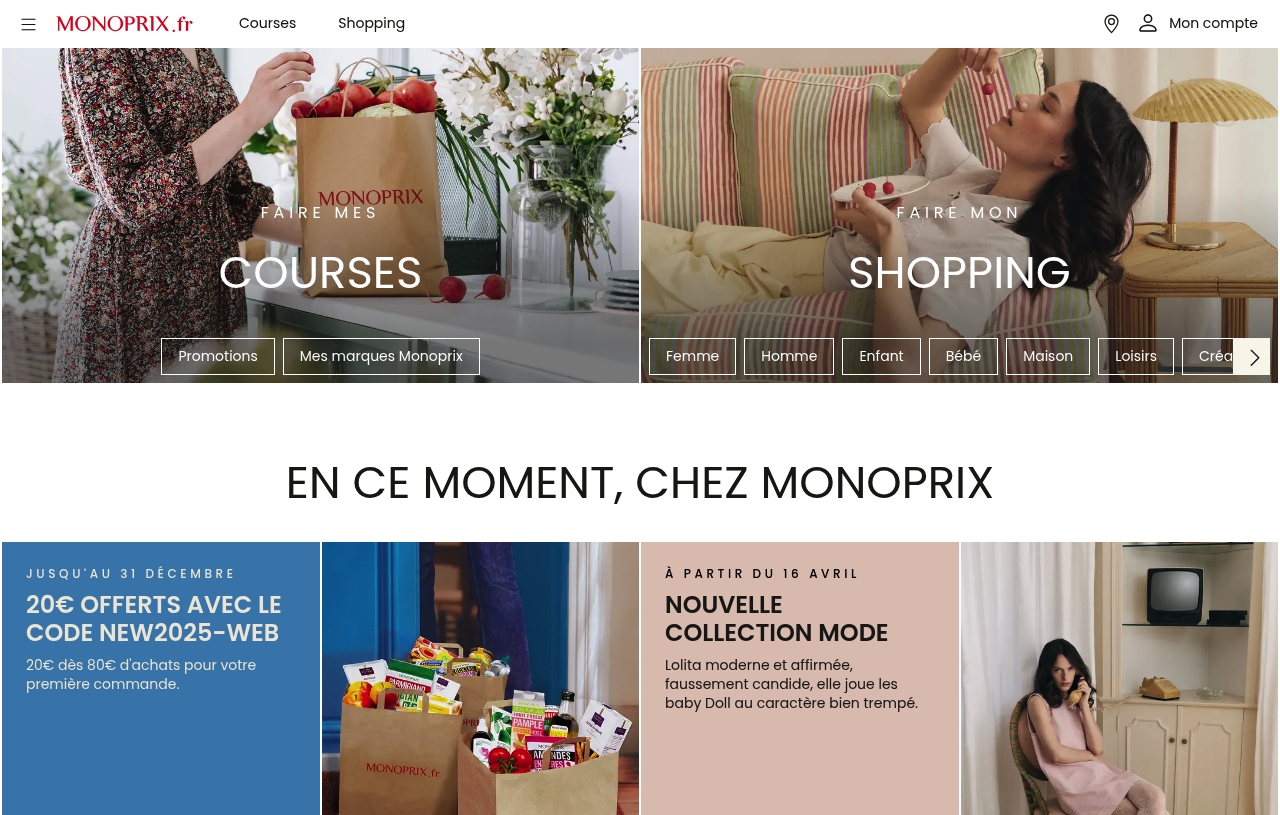 MONOPRIX.fr
Courses
Shopping
Mon compte
MONOPRIX
FAIRE MES
COURSES
Promotions
Mes marques Monoprix
FAIRE MON
SHOPPING
Femme
Homme
Enfant
Bébé
Maison
Loisirs
EN CE MOMENT, CHEZ MONOPRIX
JUSQU'AU 31 DÉCEMBRE
20€ OFFERTS AVEC LE
CODE NEW2025-WEB
20€ dès 80€ d'achats pour votre
première commande.
MONOPRIX.fr
À PARTIR DU 16 AVRIL
NOUVELLE
COLLECTION MODE
Lolita moderne et affirmée,
faussement candide, elle joue les
baby Doll au caractère bien trempé.